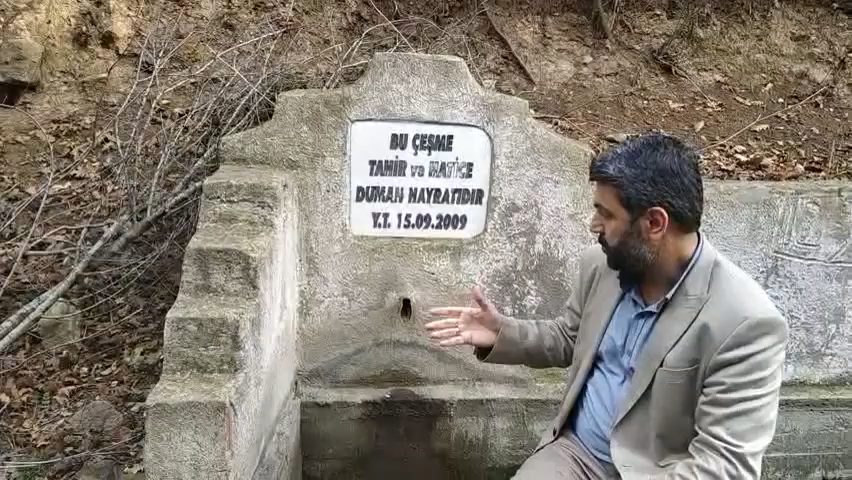 BU ÇEŞME
TAHİR ve HATİCE
DUMAN HAYRATIDIR
Y.T. 15.09.2009